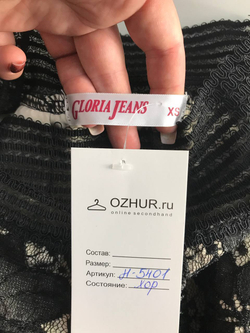 GLORIA JEANS XS
OZHUR.ru
online secondhand
Состав:
Размер:
Артикул: Н-5401
Состояние: хор